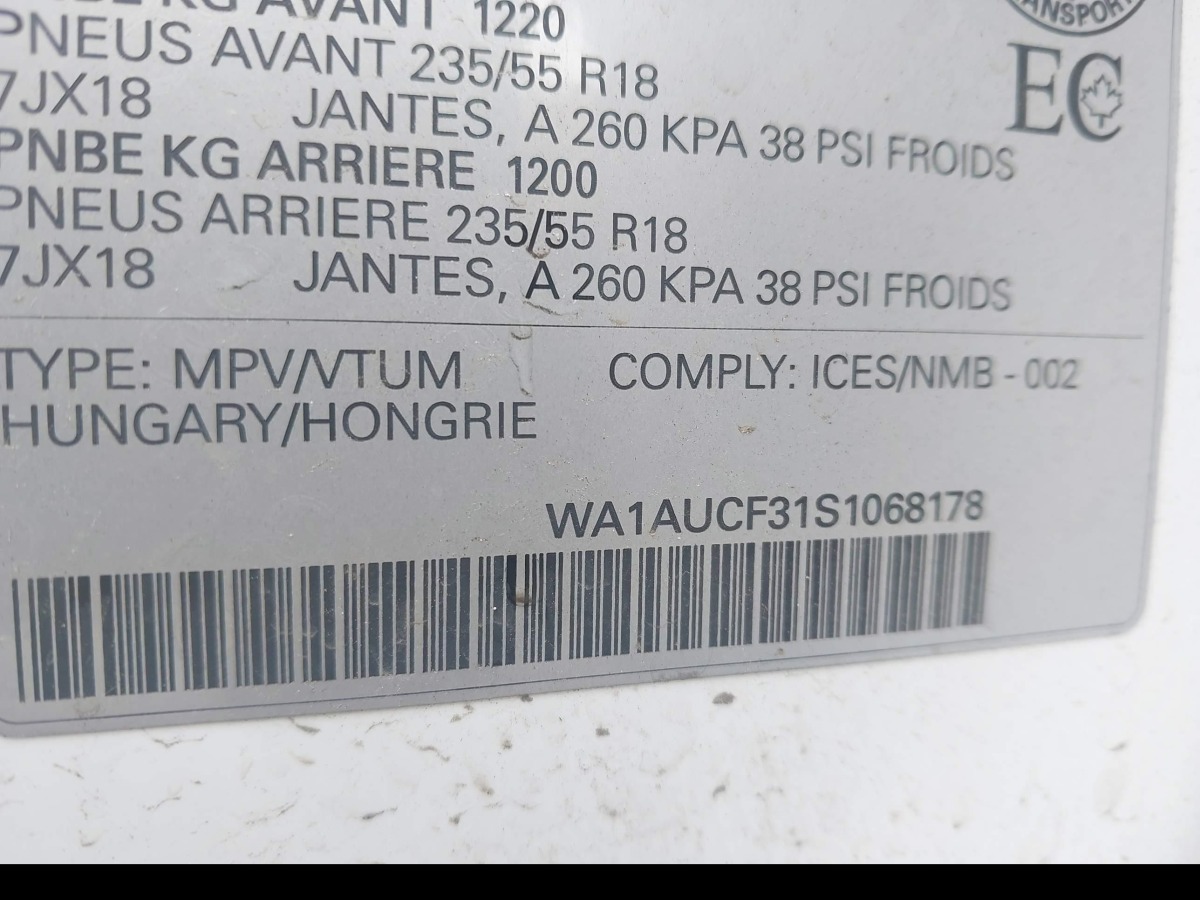 KG AVANT 1220
PNEUS AVANT 235/55 R18
7JX18 JANTES, A 260 KPA 38 PSI FROIDS
PNBE KG ARRIERE 1200
PNEUS ARRIERE 235/55 R18
7JX18 JANTES, A 260 KPA 38 PSI FROIDS
TYPE: MPV/VTUM COMPLY: ICES/NMB - 002
HUNGARY/HONGRIE
WA1AUCF31S1068178
EC